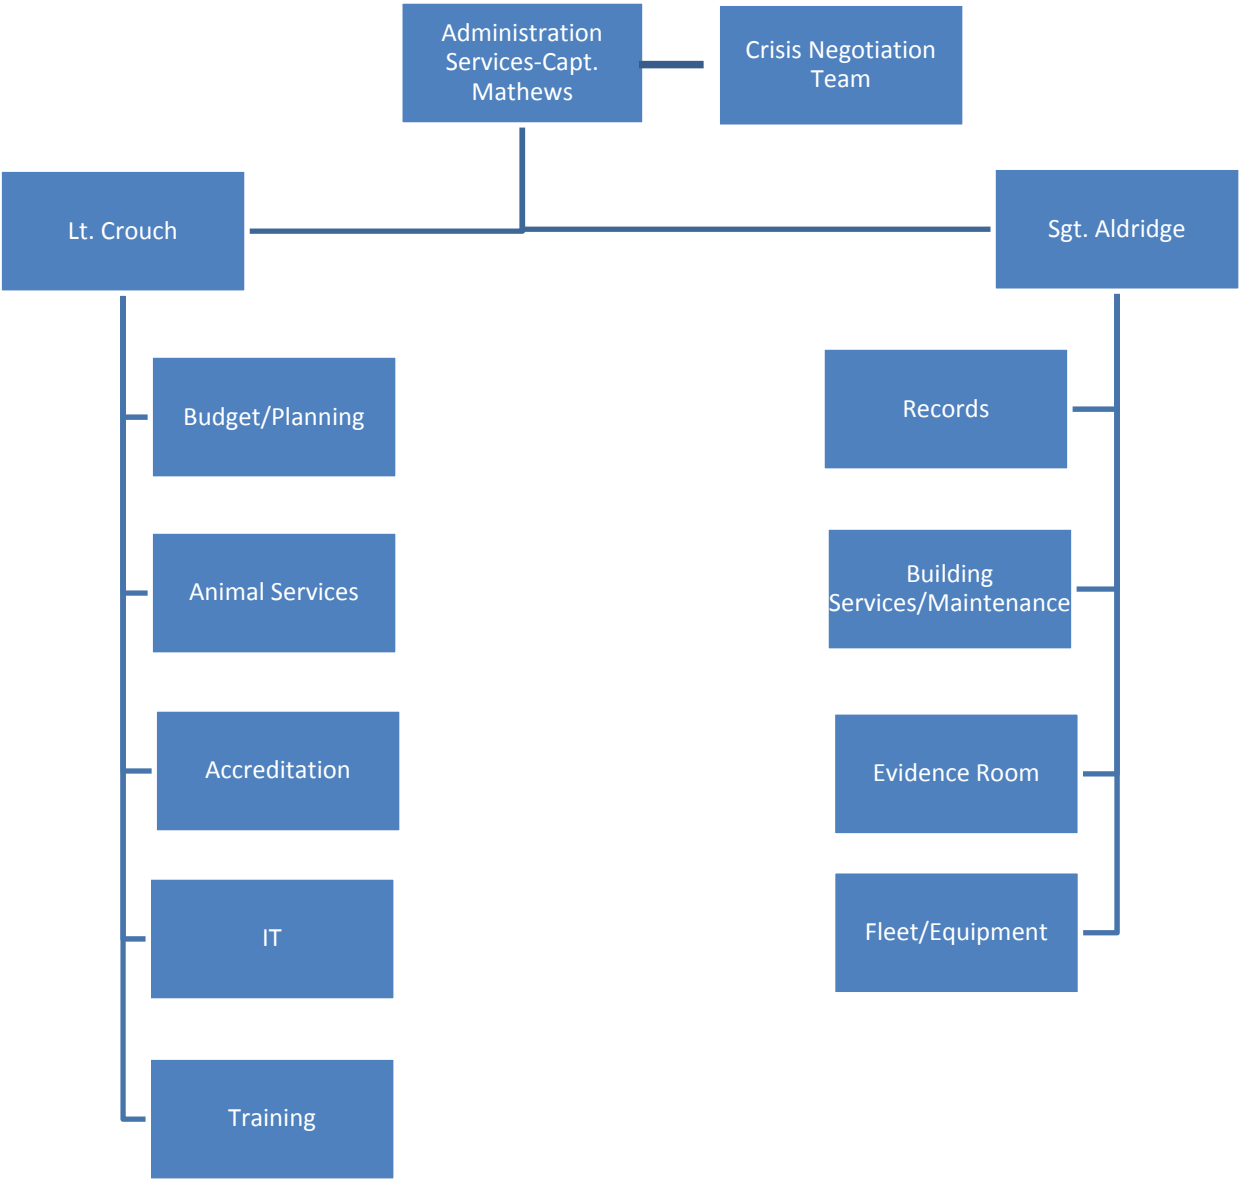 Administration
Services-Capt.
Mathews
Crisis Negotiation
Team
Lt. Crouch
Sgt. Aldridge
Budget/Planning
Animal Services
Accreditation
IT
Training
Records
Building
Services/Maintenance
Evidence Room
Fleet/Equipment